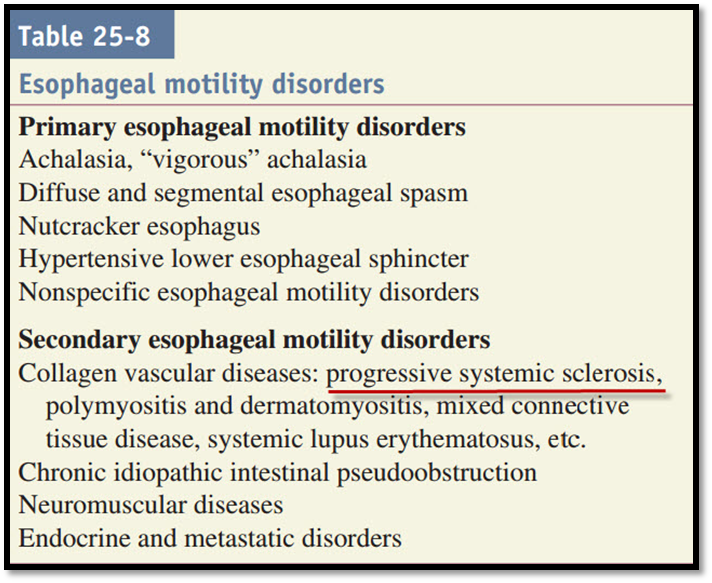 Table 25-8
Esophageal motility disorders
Primary esophageal motility disorders
Achalasia, “vigorous” achalasia
Diffuse and segmental esophageal spasm
Nutcracker esophagus
Hypertensive lower esophageal sphincter
Nonspecific esophageal motility disorders
Secondary esophageal motility disorders
Collagen vascular diseases: progressive systemic sclerosis,
polymyositis and dermatomyositis, mixed connective
tissue disease, systemic lupus erythematosus, etc.
Chronic idiopathic intestinal pseudoobstruction
Neuromuscular diseases
Endocrine and metastatic disorders